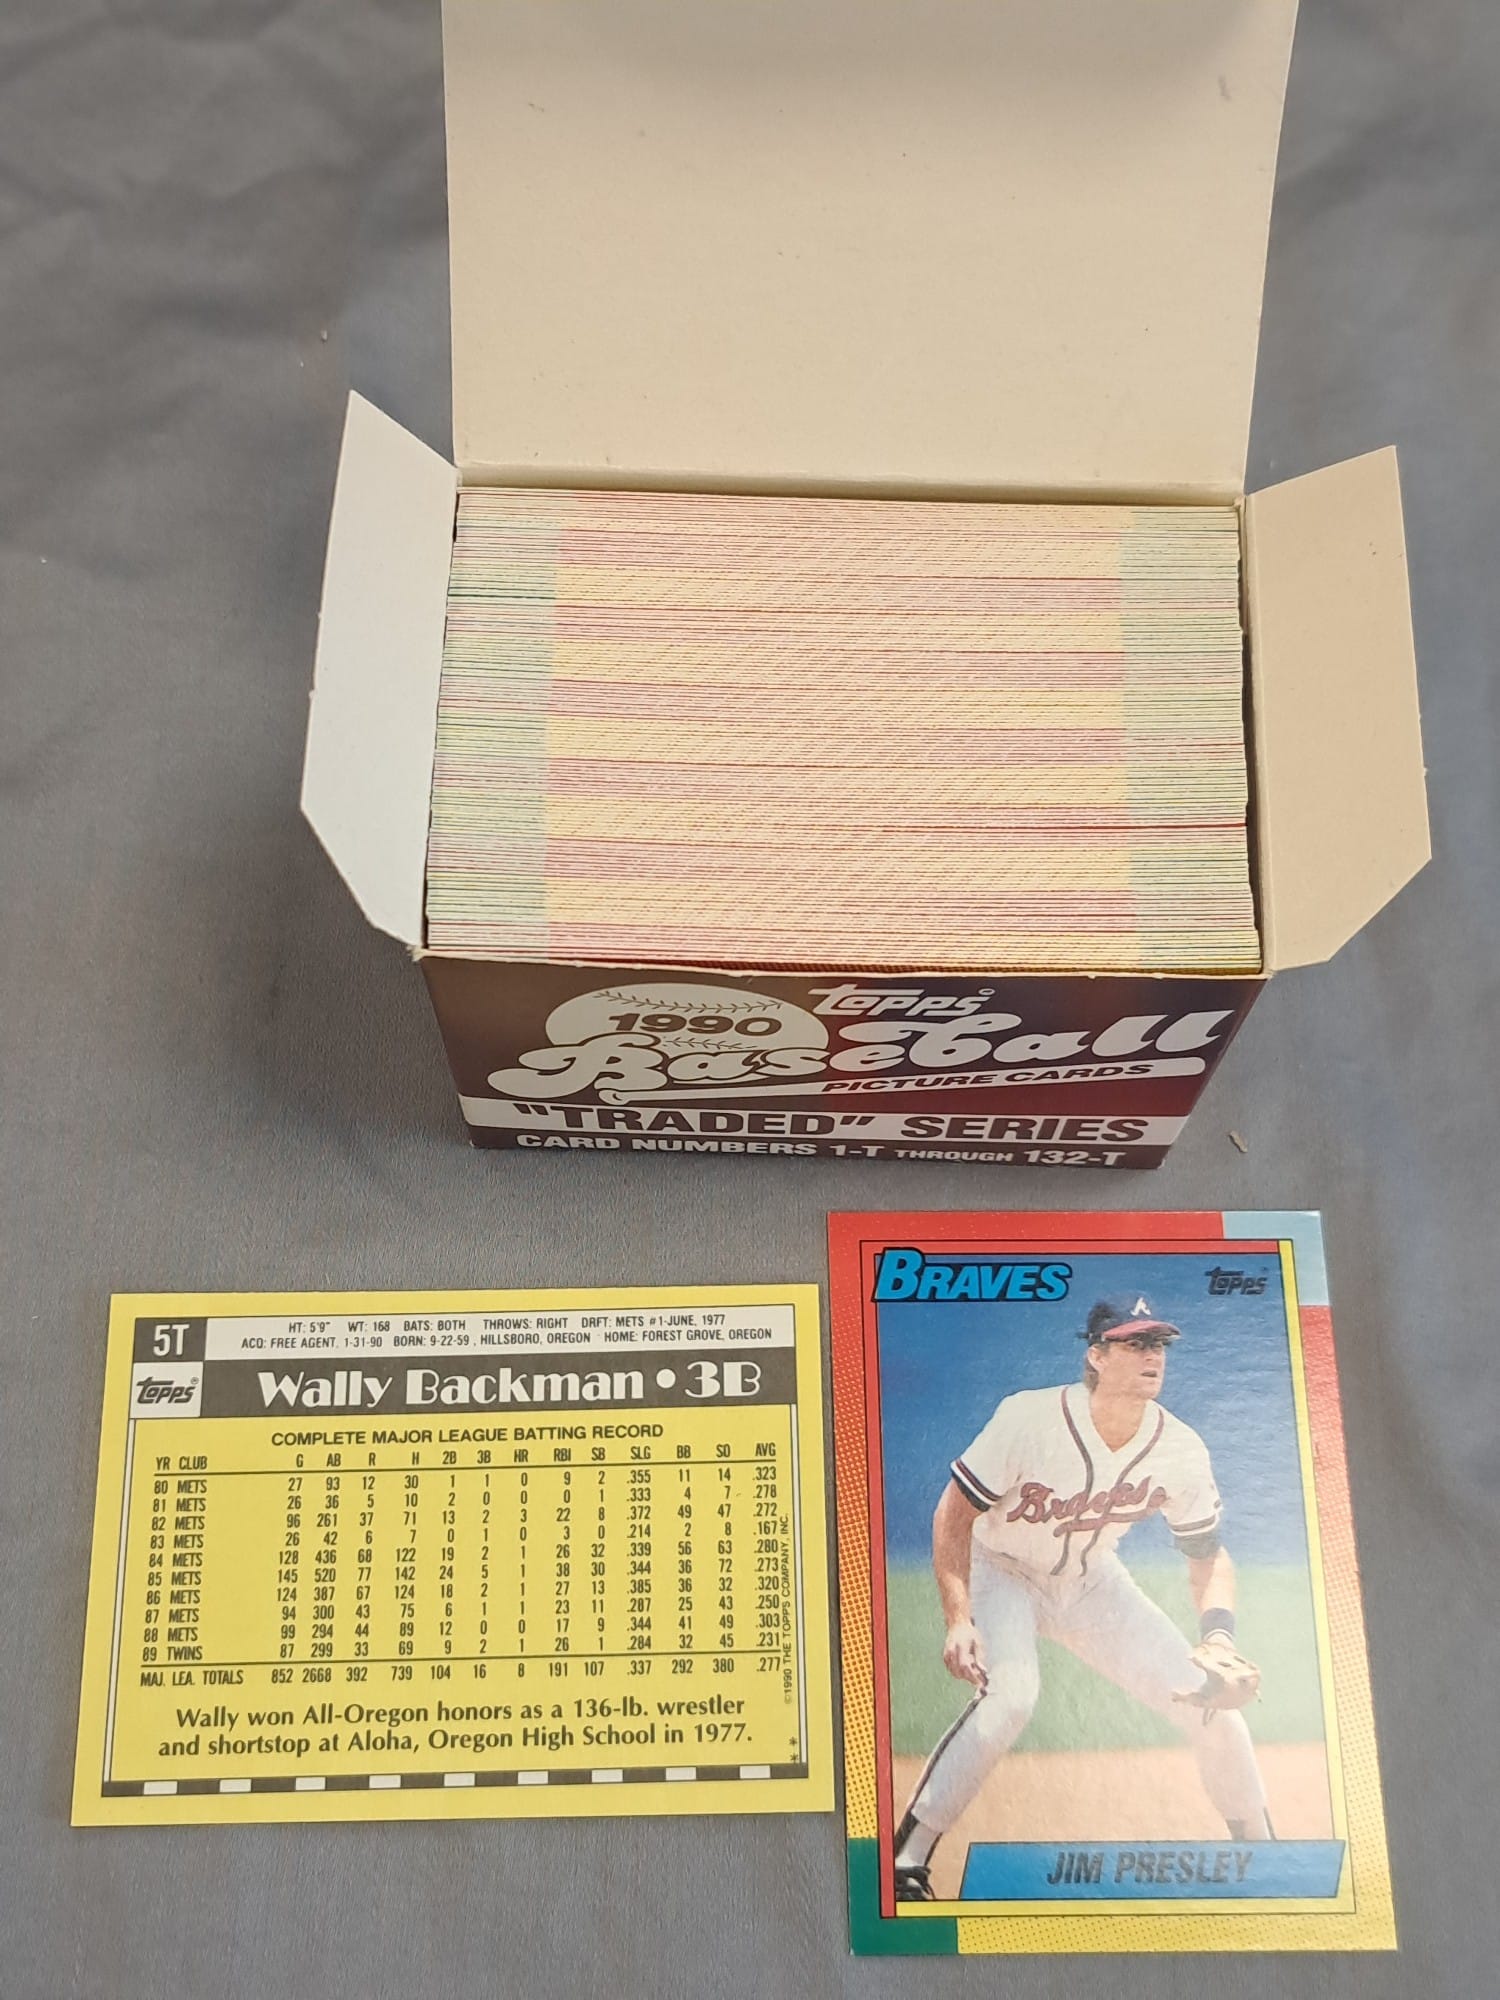 1990
Topps®
Baseball
PICTURE CARDS
"TRADED" SERIES
CARD NUMBERS 1-T THROUGH 132-T
5T
HT: 5'9" WT: 168 BATS: BOTH THROWS: RIGHT DRFT: METS #1-JUNE, 1977
ACQ: FREE AGENT, 1-31-90 BORN: 9-22-59, HILLSBORO, OREGON HOME: FOREST GROVE, OREGON
Topps®
Wally Backman • 3B
COMPLETE MAJOR LEAGUE BATTING RECORD
YR CLUB G AB R H 2B 3B HR RBI SB SLG BB SO AVG
80 METS 27 93 12 30 1 1 0 9 2 .355 11 14 .323
81 METS 26 36 5 10 2 0 0 0 1 .333 4 7 .278
82 METS 96 261 37 71 13 2 3 22 8 .372 49 47 .272
83 METS 26 42 6 7 0 1 0 3 0 .214 2 8 .167
84 METS 128 436 68 122 19 2 1 26 32 .339 56 63 .280
85 METS 145 520 77 142 24 5 1 38 30 .344 36 72 .273
86 METS 124 387 67 124 18 2 1 27 13 .385 36 32 .320
87 METS 94 300 43 75 6 1 1 23 11 .287 25 43 .250
88 METS 99 294 44 89 12 0 0 17 9 .344 41 49 .303
89 TWINS 87 299 33 69 9 2 1 26 1 .284 32 45 .231
MAJ. LEA. TOTALS 852 2668 392 739 104 16 8 191 107 .337 292 380 .277
Wally won All-Oregon honors as a 136-lb. wrestler
and shortstop at Aloha, Oregon High School in 1977.
©1990 THE TOPPS COMPANY, INC.
* *
BRAVES
Topps®
A
Braves
JIM PRESLEY